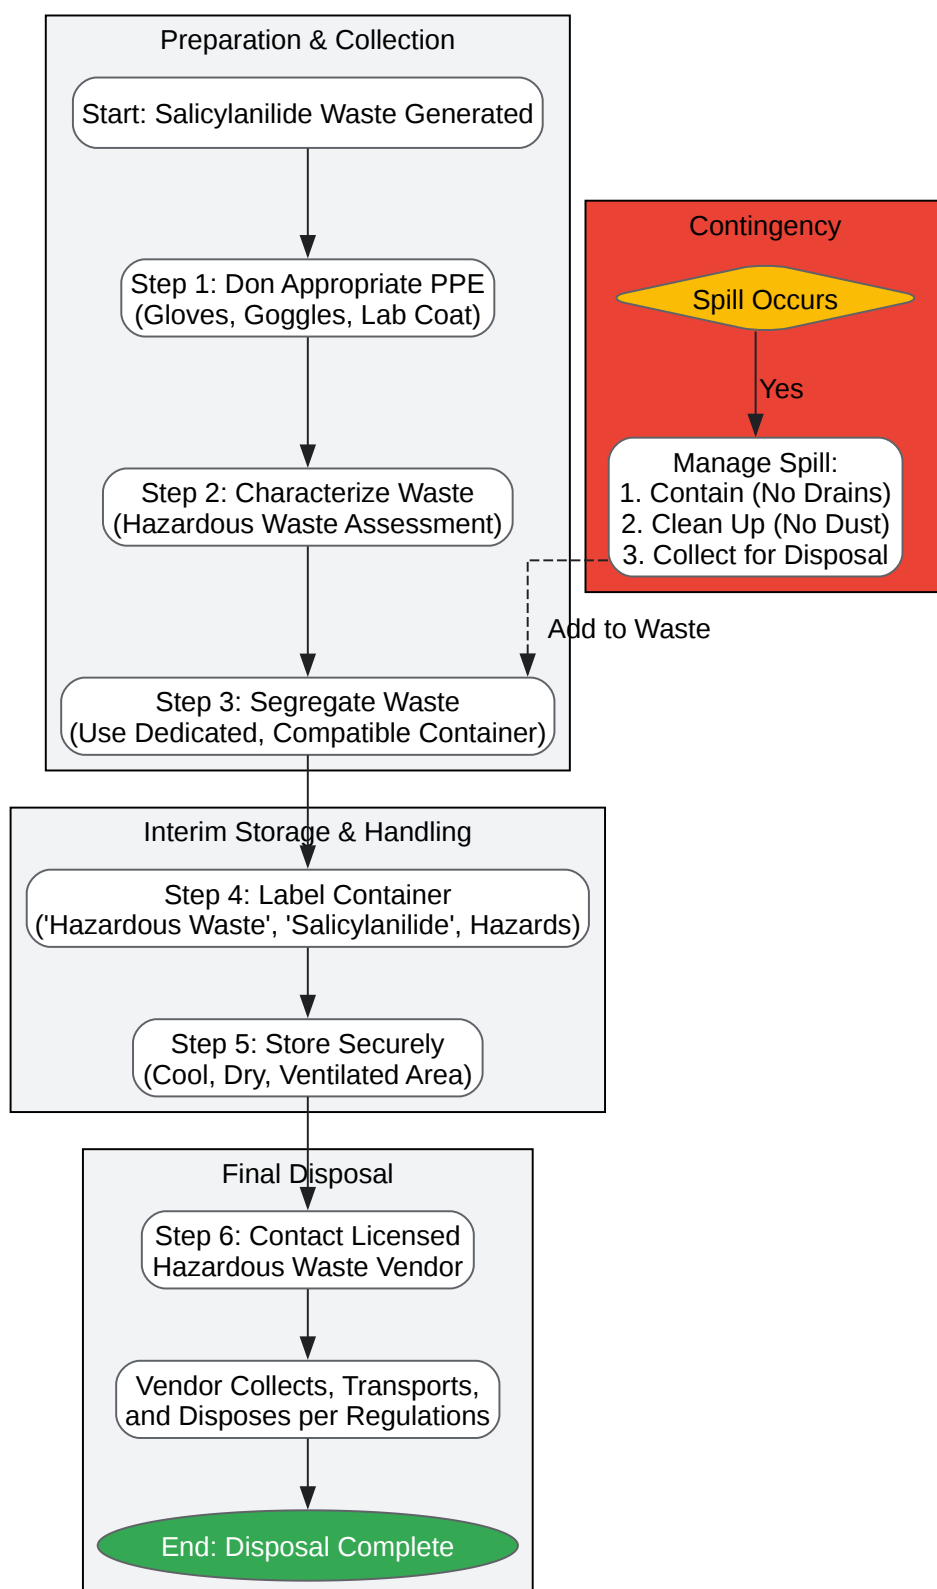 Preparation & Collection
Start: Salicylanilide Waste Generated
Step 1: Don Appropriate PPE
(Gloves, Goggles, Lab Coat)
Step 2: Characterize Waste
(Hazardous Waste Assessment)
Step 3: Segregate Waste
(Use Dedicated, Compatible Container)
Contingency
Spill Occurs
Yes
Manage Spill:
1. Contain (No Drains)
2. Clean Up (No Dust)
3. Collect for Disposal
Add to Waste
Interim Storage & Handling
Step 4: Label Container
('Hazardous Waste', 'Salicylanilide', Hazards)
Step 5: Store Securely
(Cool, Dry, Ventilated Area)
Final Disposal
Step 6: Contact Licensed
Hazardous Waste Vendor
Vendor Collects, Transports,
and Disposes per Regulations
End: Disposal Complete